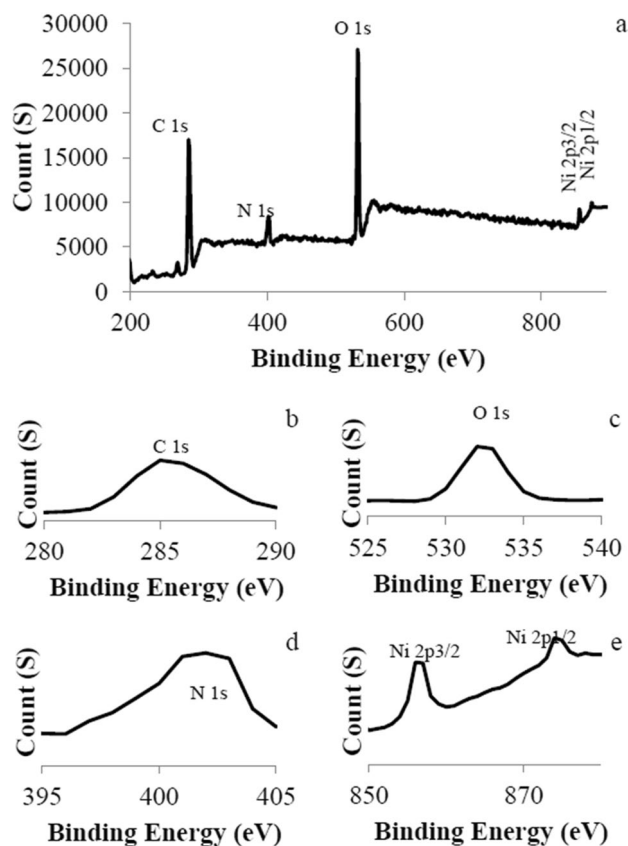 a
30000
25000
20000
15000
10000
5000
0
Count (S)
C 1s
N 1s
O 1s
Ni 2p3/2
Ni 2p1/2
200 400 600 800
Binding Energy (eV)
b
C 1s
Count (S)
280 285 290
Binding Energy (eV)
c
O 1s
Count (S)
525 530 535 540
Binding Energy (eV)
d
N 1s
Count (S)
395 400 405
Binding Energy (eV)
e
Ni 2p3/2
Ni 2p1/2
Count (S)
850 870
Binding Energy (eV)